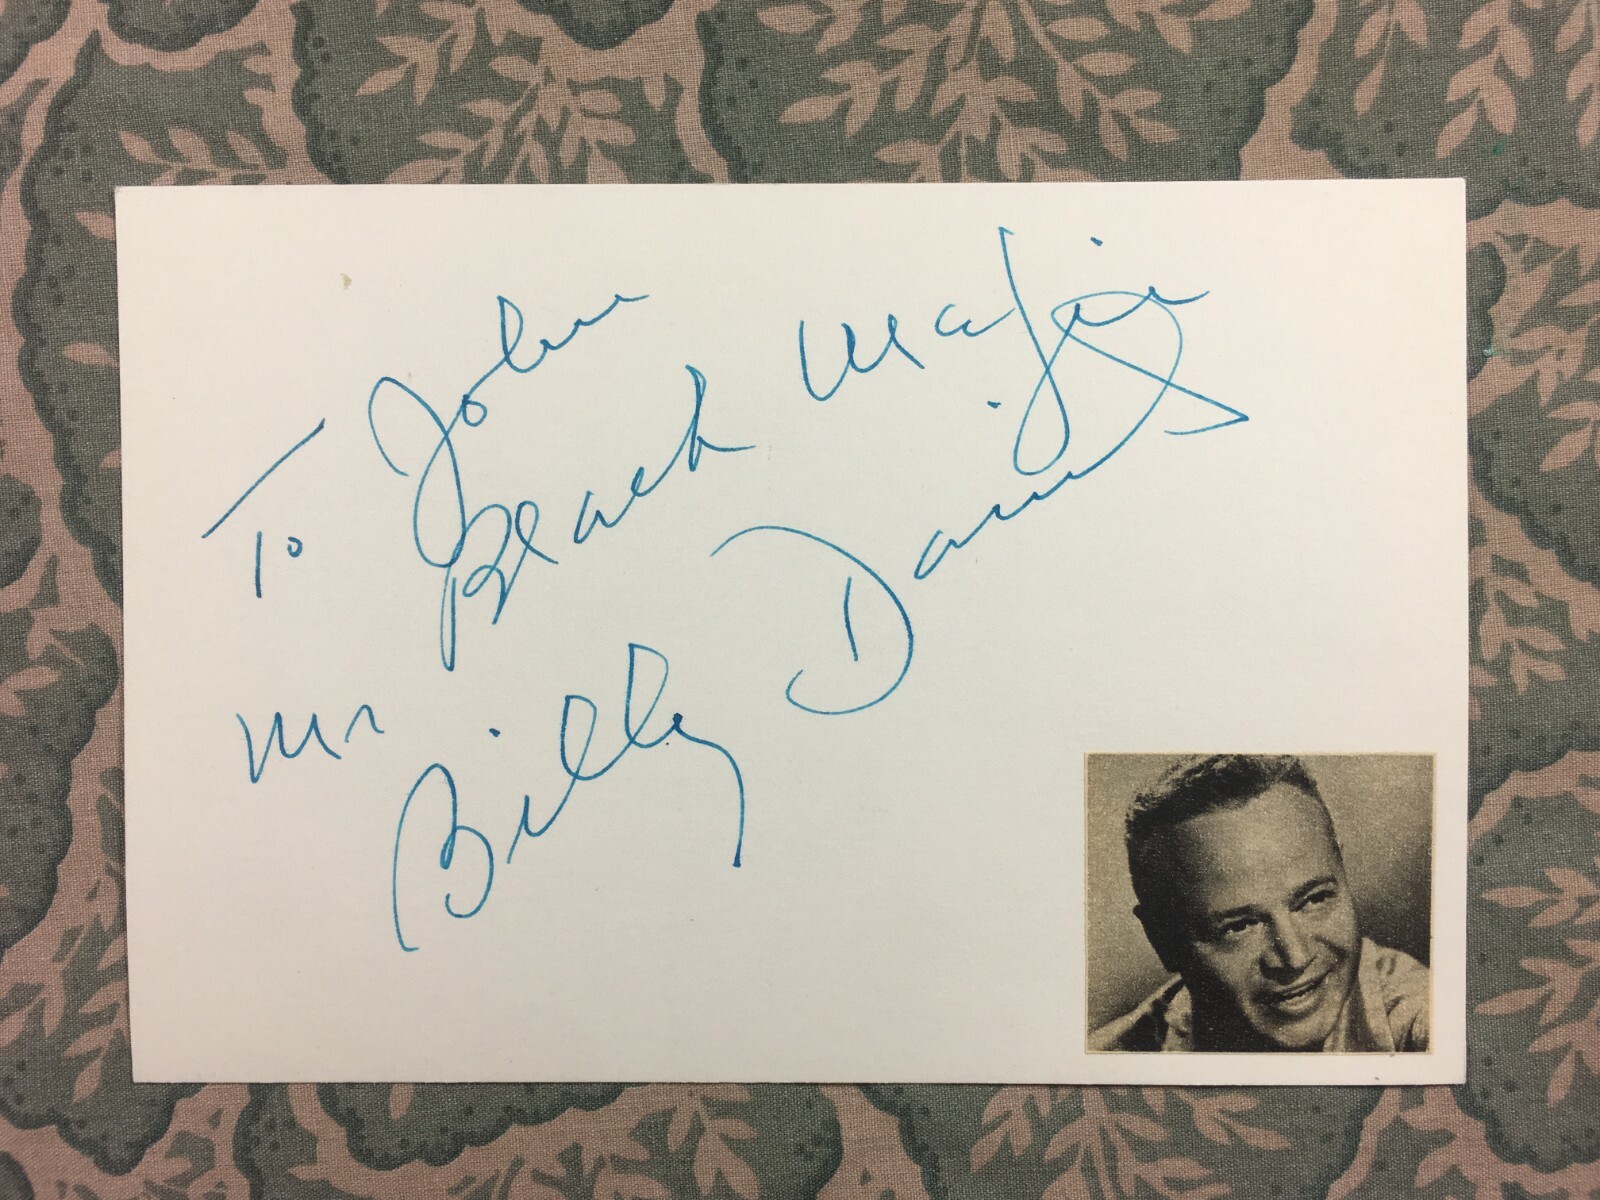 To John
Black Magic
Mr
Billy Daniels